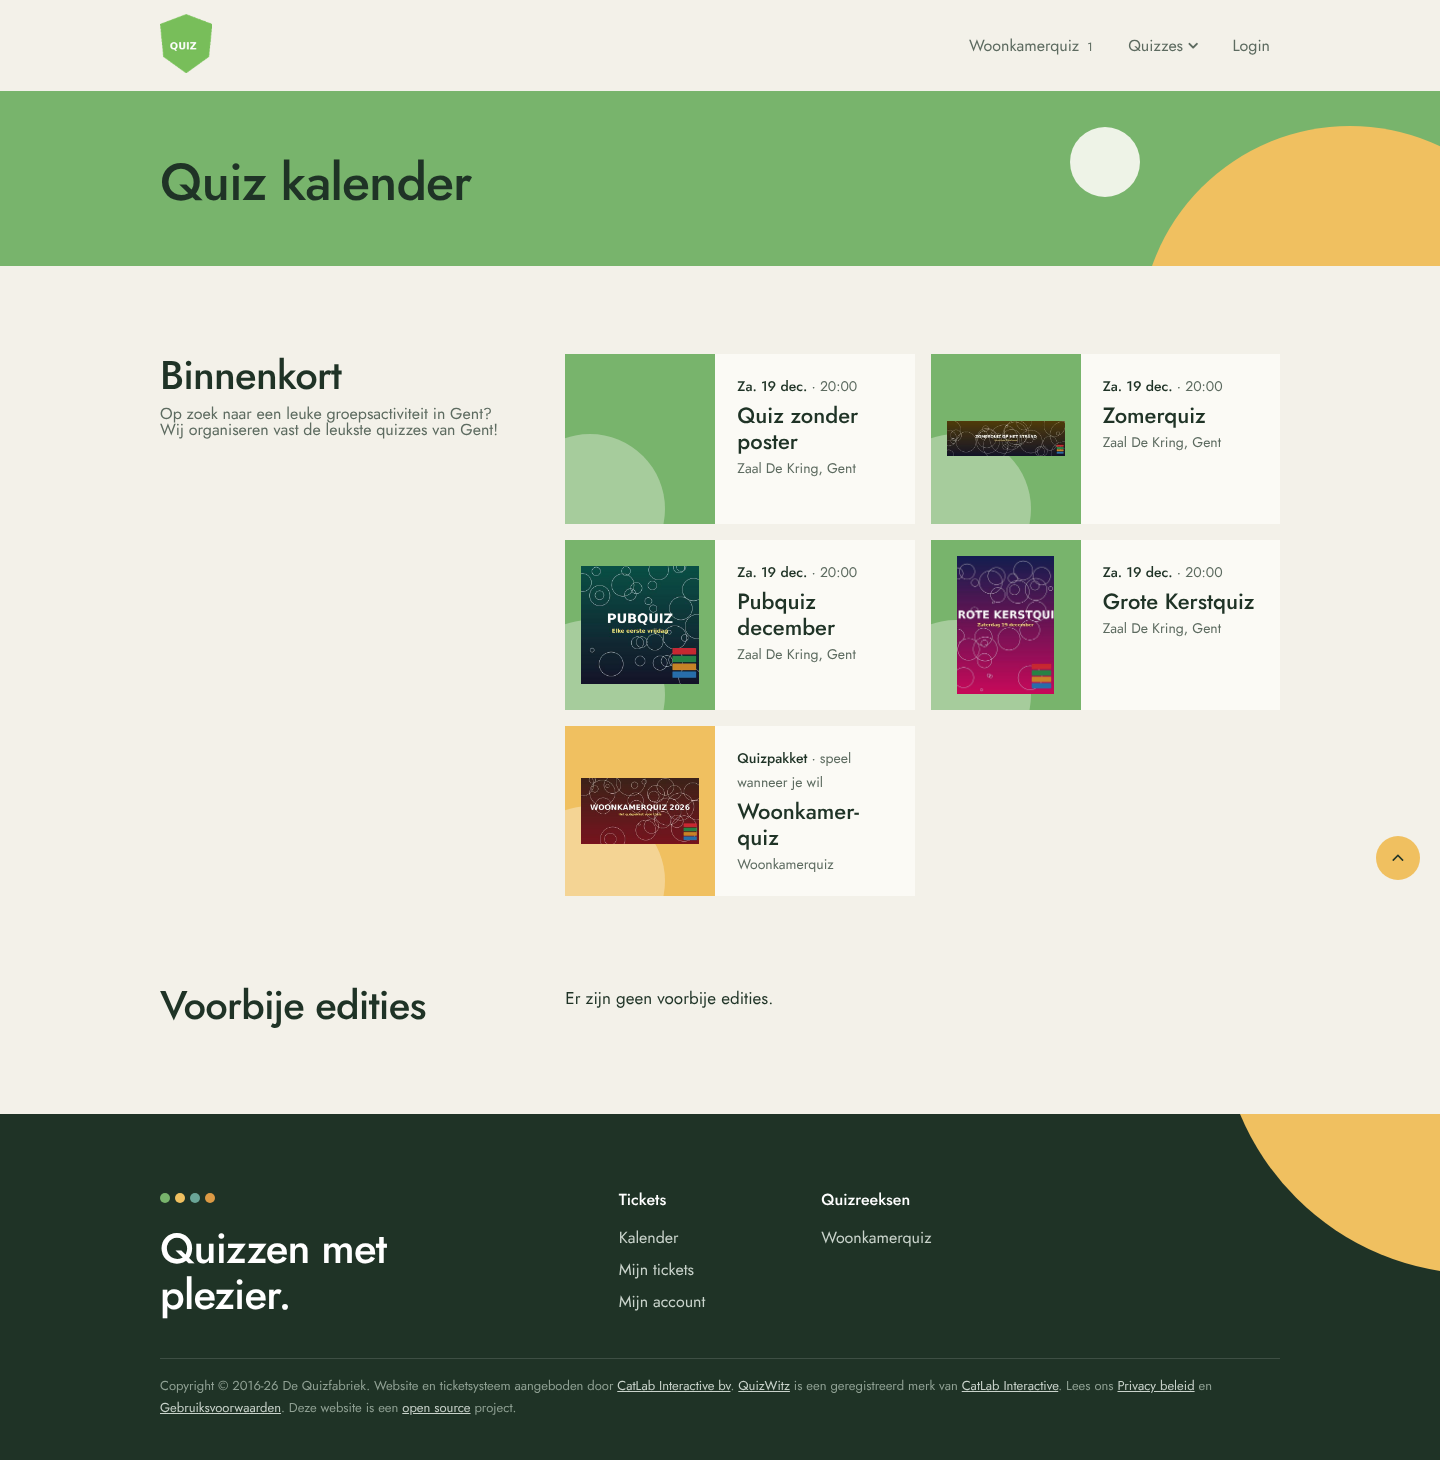 QUIZ
Woonkamerquiz 1
Quizzes
Login
Quiz kalender
Binnenkort
Op zoek naar een leuke groepsactiviteit in Gent?
Wij organiseren vast de leukste quizzes van Gent!
Za. 19 dec. · 20:00
Quiz zonder
poster
Zaal De Kring, Gent
ZOMERQUIZ OP HET STRAND
Za. 19 dec. · 20:00
Zomerquiz
Zaal De Kring, Gent
PUBQUIZ
Elke eerste vrijdag
Za. 19 dec. · 20:00
Pubquiz
december
Zaal De Kring, Gent
ROTE KERSTQUI
Zaterdag 19 december
Za. 19 dec. · 20:00
Grote Kerstquiz
Zaal De Kring, Gent
WOONKAMERQUIZ 2026
Quizpakket · speel
wanneer je wil
Woonkamer-
quiz
Woonkamerquiz
Voorbije edities
Er zijn geen voorbije edities.
Quizzen met
plezier.
Tickets
Kalender
Mijn tickets
Mijn account
Quizreeksen
Woonkamerquiz
Copyright © 2016-26 De Quizfabriek. Website en ticketsysteem aangeboden door CatLab Interactive bv. QuizWitz is een geregistreerd merk van CatLab Interactive. Lees ons Privacy beleid en
Gebruiksvoorwaarden. Deze website is een open source project.